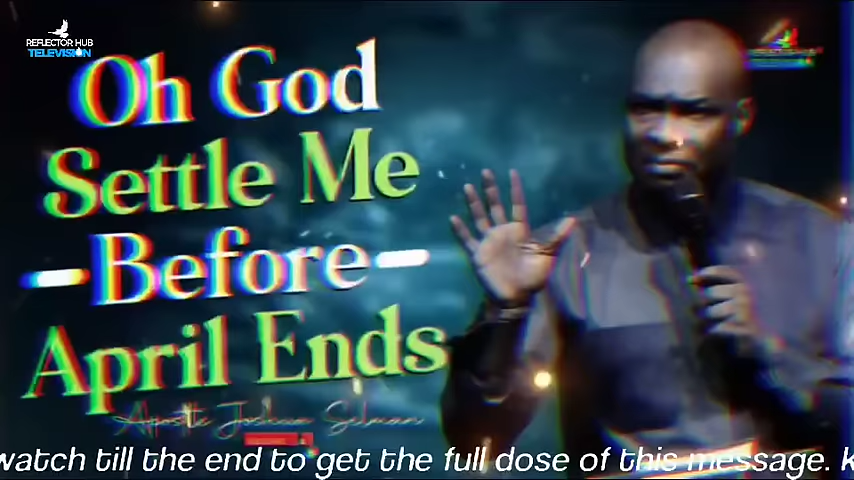 REFLECTOR HUB
TELEVISION
Oh God
Settle Me
Before
April Ends
Apostle Joshua Selman
watch till the end to get the full dose of this message. k